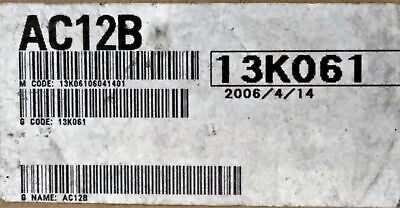 AC12B
13K061
M CODE: 13K06106041401
2006/4/14
G CODE: 13K061
G NAME: AC12B